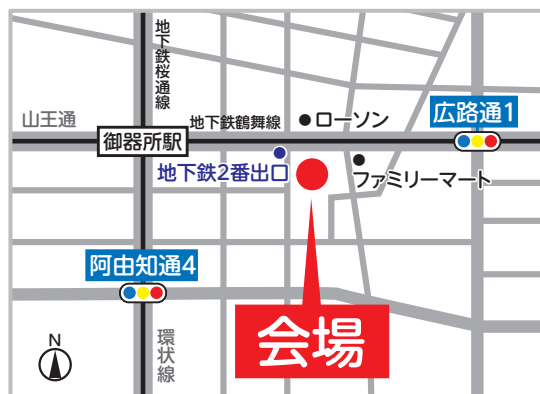 地下鉄桜通線
山王通
地下鉄鶴舞線
ローソン
広路通1
御器所駅
地下鉄2番出口
ファミリーマート
阿由知通4
会場
環状線
N